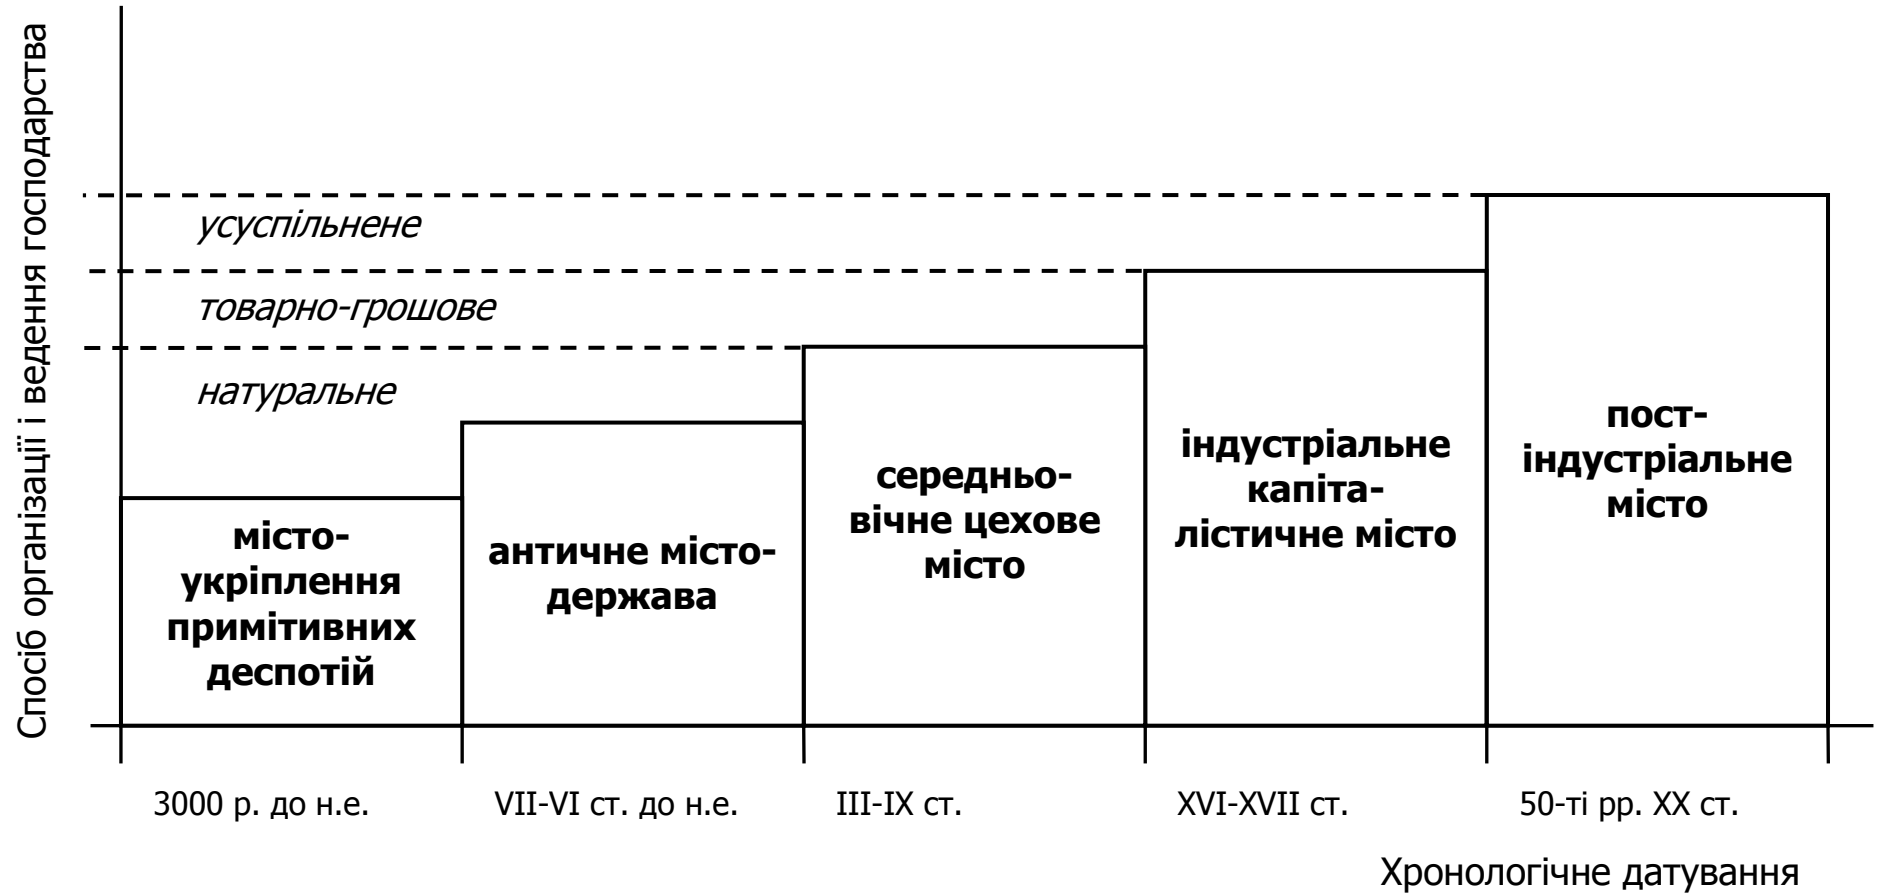 Спосіб організації і ведення господарства
усуспільнене
товарно-грошове
натуральне
місто-
укріплення
примітивних
деспотій
античне місто-
держава
середньо-
вічне цехове
місто
індустріальне
капіта-
лістичне місто
пост-
індустріальне
місто
3000 р. до н.е.
VII-VI ст. до н.е.
III-IX ст.
XVI-XVII ст.
50-ті рр. XX ст.
Хронологічне датування